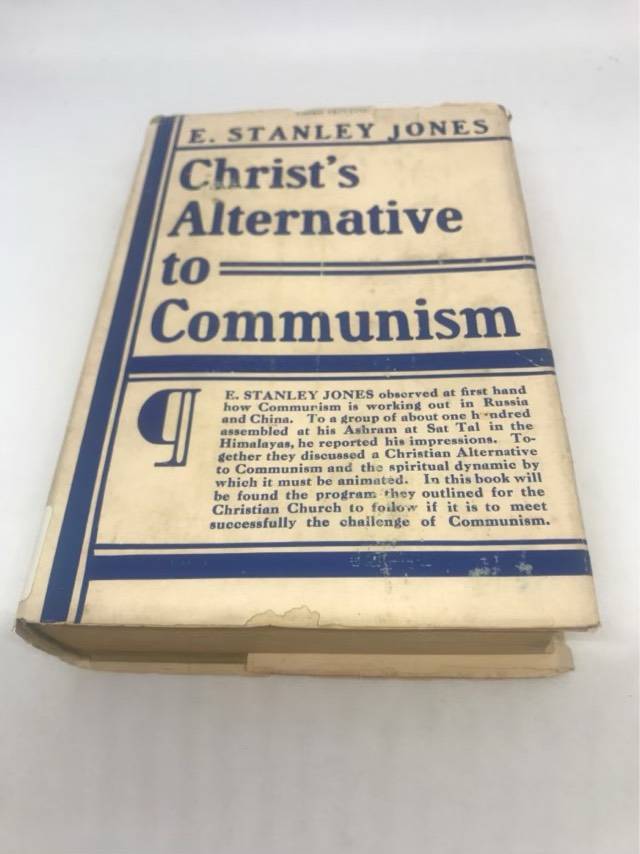 E. STANLEY JONES
Christ's
Alternative
to
Communism
¶ E. STANLEY JONES observed at first hand
how Communism is working out in Russia
and China. To a group of about one hundred
assembled at his Ashram at Sat Tal in the
Himalayas, he reported his impressions. To-
gether they discussed a Christian Alternative
to Communism and the spiritual dynamic by
which it must be animated. In this book will
be found the program they outlined for the
Christian Church to follow if it is to meet
successfully the challenge of Communism.